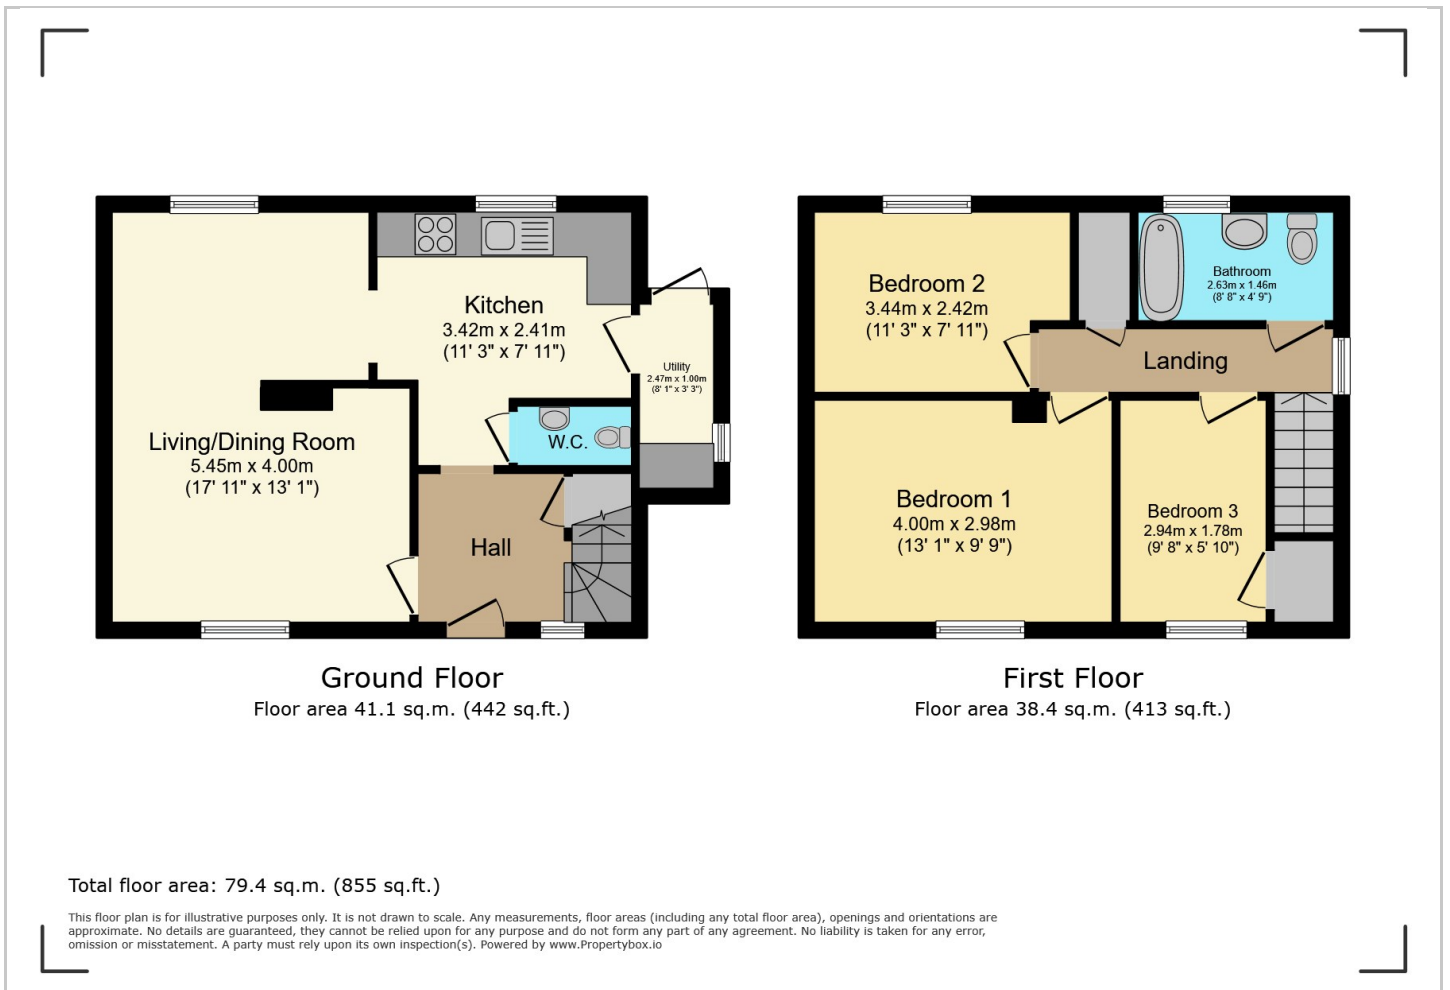 Kitchen
3.42m x 2.41m
(11' 3" x 7' 11")
Utility
2.47m x 1.00m
(8' 1" x 3' 3")
Living/Dining Room
5.45m x 4.00m
(17' 11" x 13' 1")
W.C.
Hall
Ground Floor
Floor area 41.1 sq.m. (442 sq.ft.)
Bedroom 2
3.44m x 2.42m
(11' 3" x 7' 11")
Bathroom
2.63m x 1.46m
(8' 8" x 4' 9")
Landing
Bedroom 1
4.00m x 2.98m
(13' 1" x 9' 9")
Bedroom 3
2.94m x 1.78m
(9' 8" x 5' 10")
First Floor
Floor area 38.4 sq.m. (413 sq.ft.)
Total floor area: 79.4 sq.m. (855 sq.ft.)
This floor plan is for illustrative purposes only. It is not drawn to scale. Any measurements, floor areas (including any total floor area), openings and orientations are
approximate. No details are guaranteed, they cannot be relied upon for any purpose and do not form any part of any agreement. No liability is taken for any error,
omission or misstatement. A party must rely upon its own inspection(s). Powered by www.Propertybox.io